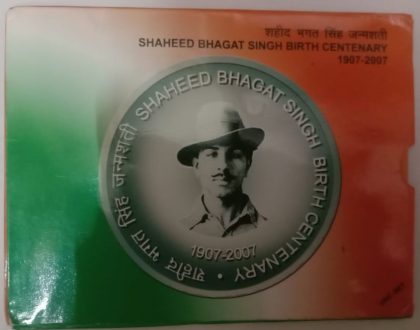 शहीद भगत सिंह जन्मशती
SHAHEED BHAGAT SINGH BIRTH CENTENARY
1907-2007
शहीद भगत सिंह जन्मशती SHAHEED BHAGAT SINGH BIRTH CENTENARY
1907-2007